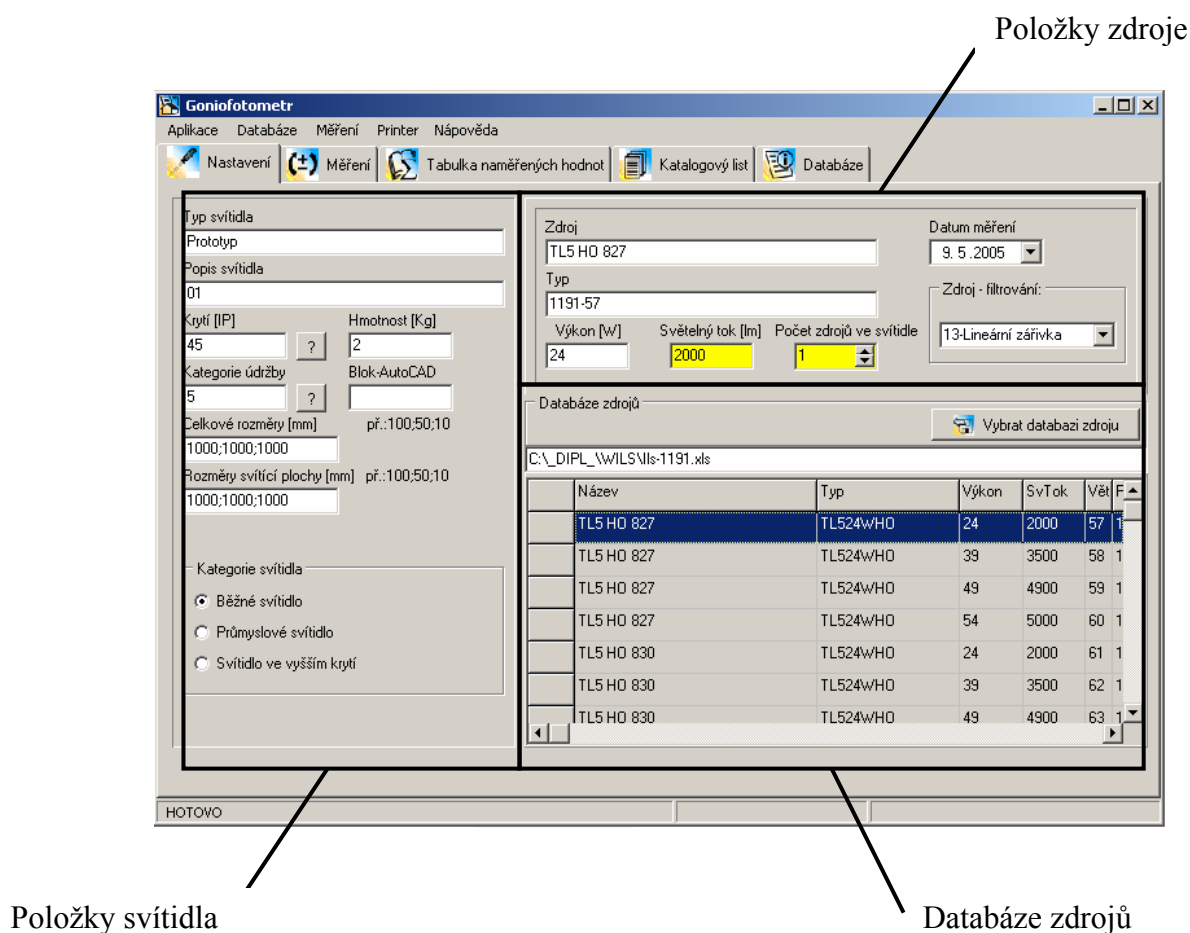 Položky zdroje
Goniofotometr
Aplikace Databáze Měření Printer Nápověda
Nastavení (±) Měření Tabulka naměřených hodnot Katalogový list Databáze
Typ svítidla
Prototyp
Popis svítidla
01
Krytí [IP] Hmotnost [Kg]
45 ? 2
Kategorie údržby Blok-AutoCAD
5 ?
Celkové rozměry [mm] př.:100;50;10
1000;1000;1000
Rozměry svítící plochy [mm] př.:100;50;10
1000;1000;1000
Kategorie svítidla
Běžné svítidlo
Průmyslové svítidlo
Svítidlo ve vyšším krytí
Zdroj Datum měření
TL5 HO 827 9. 5 .2005
Typ Zdroj - filtrování:
1191-57
Výkon [W] Světelný tok [lm] Počet zdrojů ve svítidle 13-Lineární zářivka
24 2000 1
Databáze zdrojů
Vybrat databazi zdroju
C:\_DIPL_\WILS\lls-1191.xls
Název Typ Výkon SvTok Vět F
TL5 HO 827 TL524WHO 24 2000 57 1
TL5 HO 827 TL524WHO 39 3500 58 1
TL5 HO 827 TL524WHO 49 4900 59 1
TL5 HO 827 TL524WHO 54 5000 60 1
TL5 HO 830 TL524WHO 24 2000 61 1
TL5 HO 830 TL524WHO 39 3500 62 1
TL5 HO 830 TL524WHO 49 4900 63 1
HOTOVO
Položky svítidla Databáze zdrojů